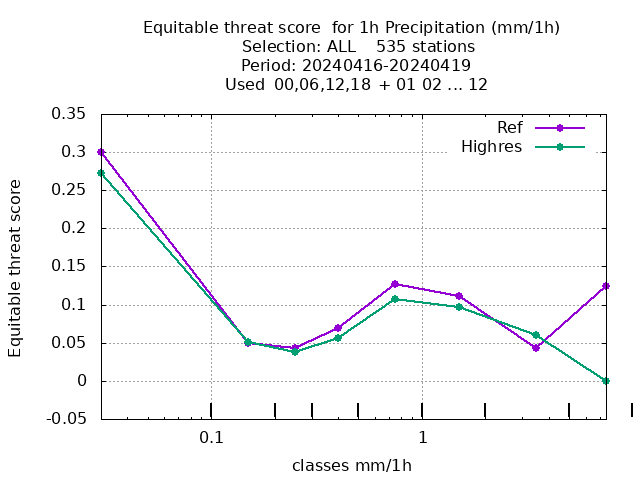 Equitable threat score  for 1h Precipitation (mm/1h)
Selection: ALL    535 stations
Period: 20240416-20240419
Used  00,06,12,18 + 01 02 ... 12
0.35
0.3
0.25
0.2
0.15
0.1
0.05
0
-0.05
Equitable threat score
Ref
Highres
0.1
1
classes mm/1h